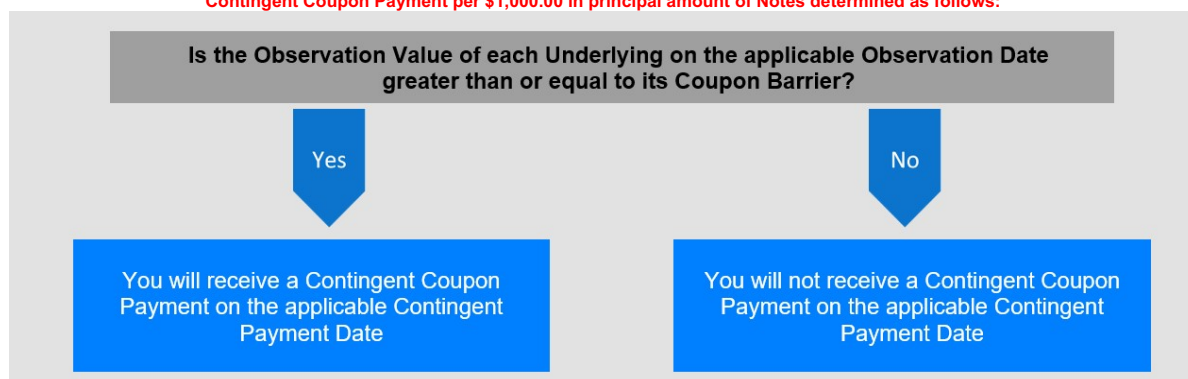 Contingent Coupon Payment per $1,000.00 in principal amount of Notes determined as follows:
Is the Observation Value of each Underlying on the applicable Observation Date
greater than or equal to its Coupon Barrier?
Yes
No
You will receive a Contingent Coupon
Payment on the applicable Contingent
Payment Date
You will not receive a Contingent Coupon
Payment on the applicable Contingent
Payment Date